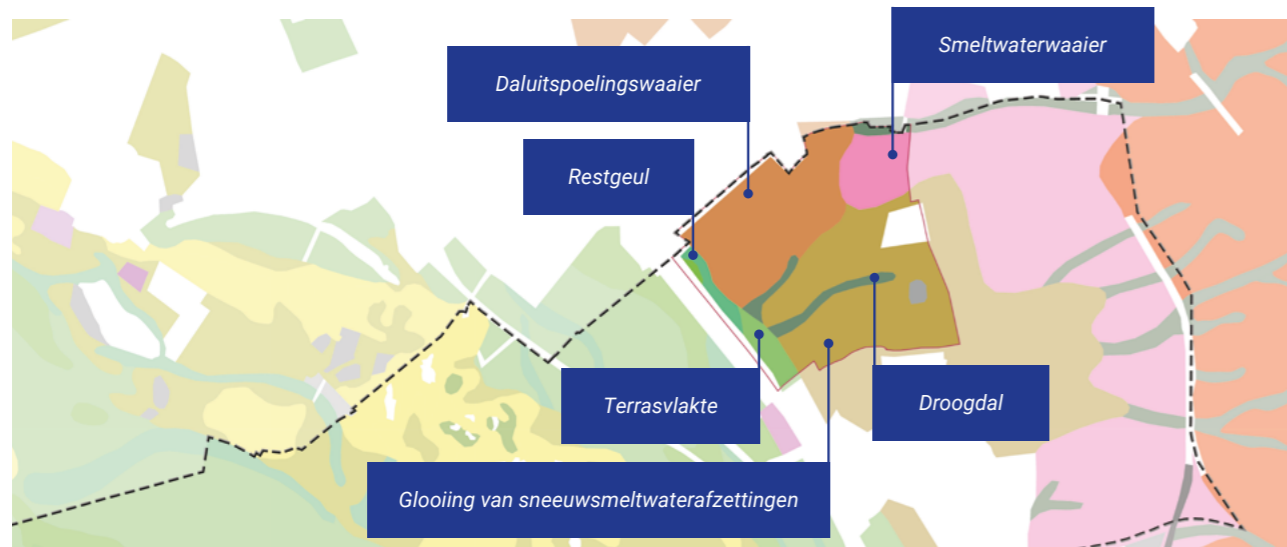 Smeltwaterwaaier
Daluitspoelingswaaier
Restgeul
Terrasvlakte
Droogdal
Glooiing van sneeuwsmeltwaterafzettingen